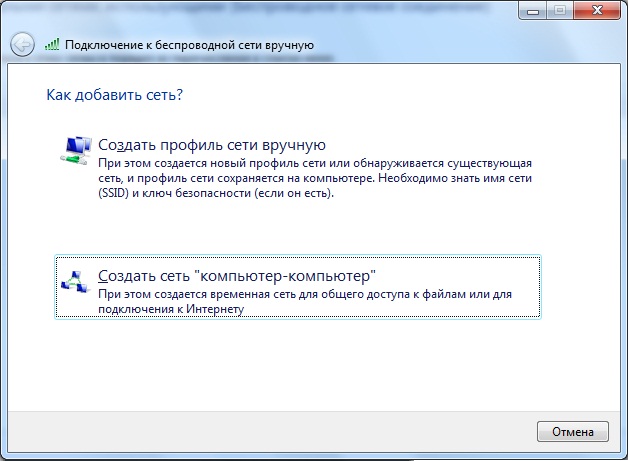 Подключение к беспроводной сети вручную
Как добавить сеть?
Создать профиль сети вручную
При этом создается новый профиль сети или обнаруживается существующая
сеть, и профиль сети сохраняется на компьютере. Необходимо знать имя сети
(SSID) и ключ безопасности (если он есть).
Создать сеть "компьютер-компьютер"
При этом создается временная сеть для общего доступа к файлам или для
подключения к Интернету
Отмена